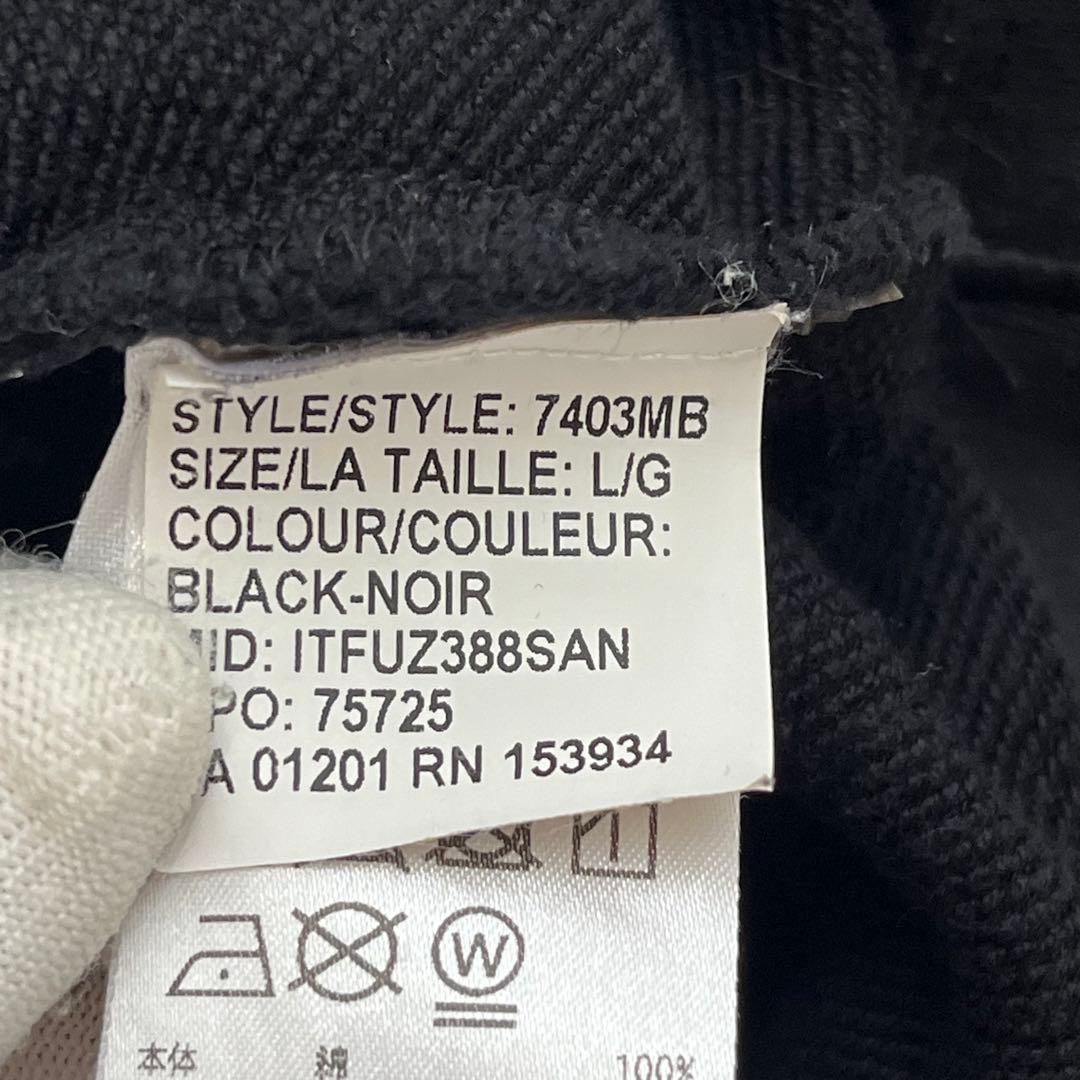 STYLE/STYLE: 7403MB
SIZE/LA TAILLE: L/G
COLOUR/COULEUR:
BLACK-NOIR
ID: ITFUZ388SAN
PO: 75725
A 01201 RN 153934
W
本体 綿 100%